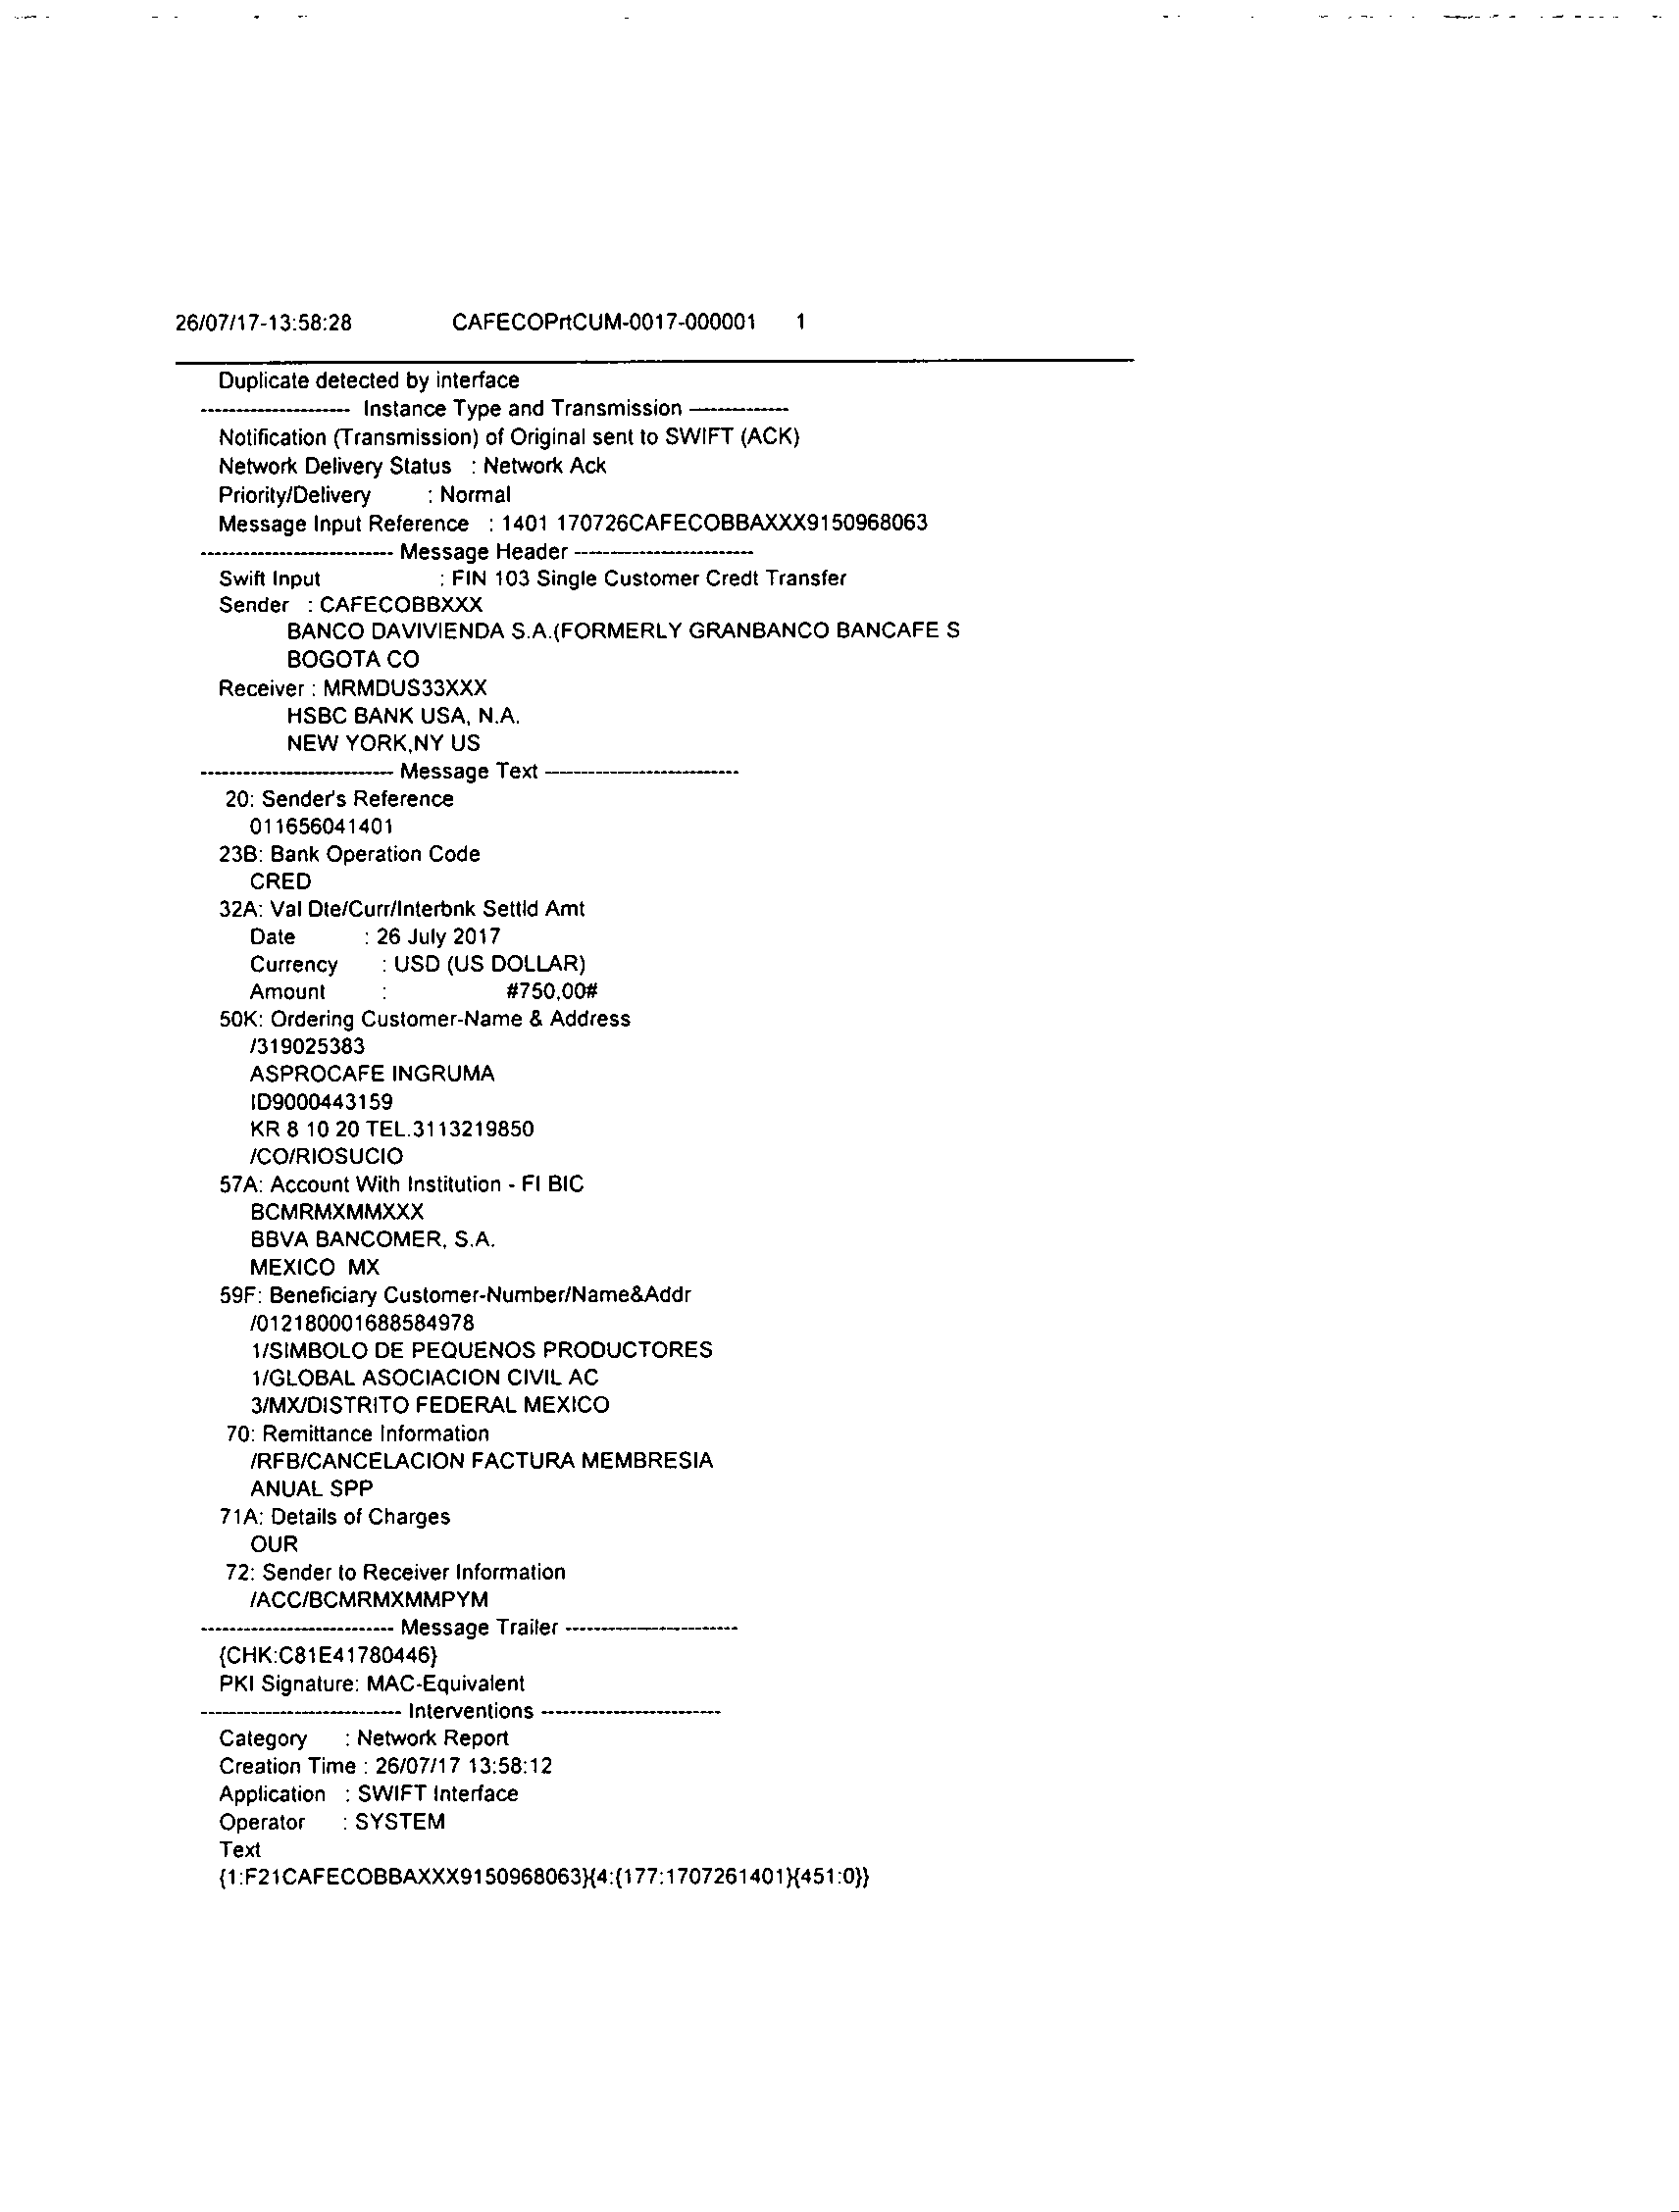 26/07/17-13:58:28 CAFECOPrtCUM-0017-000001 1
Duplicate detected by interface
--------------------- Instance Type and Transmission --------------
Notification (Transmission) of Original sent to SWIFT (ACK)
Network Delivery Status : Network Ack
Priority/Delivery : Normal
Message Input Reference : 1401 170726CAFECOBBAXXX9150968063
--------------------------- Message Header -------------------------
Swift Input : FIN 103 Single Customer Credt Transfer
Sender : CAFECOBBXXX
BANCO DAVIVIENDA S.A.(FORMERLY GRANBANCO BANCAFE S
BOGOTA CO
Receiver : MRMDUS33XXX
HSBC BANK USA, N.A.
NEW YORK,NY US
--------------------------- Message Text ---------------------------
20: Sender's Reference
011656041401
23B: Bank Operation Code
CRED
32A: Val Dte/Curr/Interbnk Settld Amt
Date : 26 July 2017
Currency : USD (US DOLLAR)
Amount : #750,00#
50K: Ordering Customer-Name & Address
/319025383
ASPROCAFE INGRUMA
ID9000443159
KR 8 10 20 TEL.3113219850
/CO/RIOSUCIO
57A: Account With Institution - FI BIC
BCMRMXMMXXX
BBVA BANCOMER, S.A.
MEXICO MX
59F: Beneficiary Customer-Number/Name&Addr
/012180001688584978
1/SIMBOLO DE PEQUENOS PRODUCTORES
1/GLOBAL ASOCIACION CIVIL AC
3/MX/DISTRITO FEDERAL MEXICO
70: Remittance Information
/RFB/CANCELACION FACTURA MEMBRESIA
ANUAL SPP
71A: Details of Charges
OUR
72: Sender to Receiver Information
/ACC/BCMRMXMMPYM
--------------------------- Message Trailer ------------------------
{CHK:C81E41780446}
PKI Signature: MAC-Equivalent
---------------------------- Interventions -------------------------
Category : Network Report
Creation Time : 26/07/17 13:58:12
Application : SWIFT Interface
Operator : SYSTEM
Text
{1:F21CAFECOBBAXXX9150968063}{4:{177:1707261401}{451:0}}